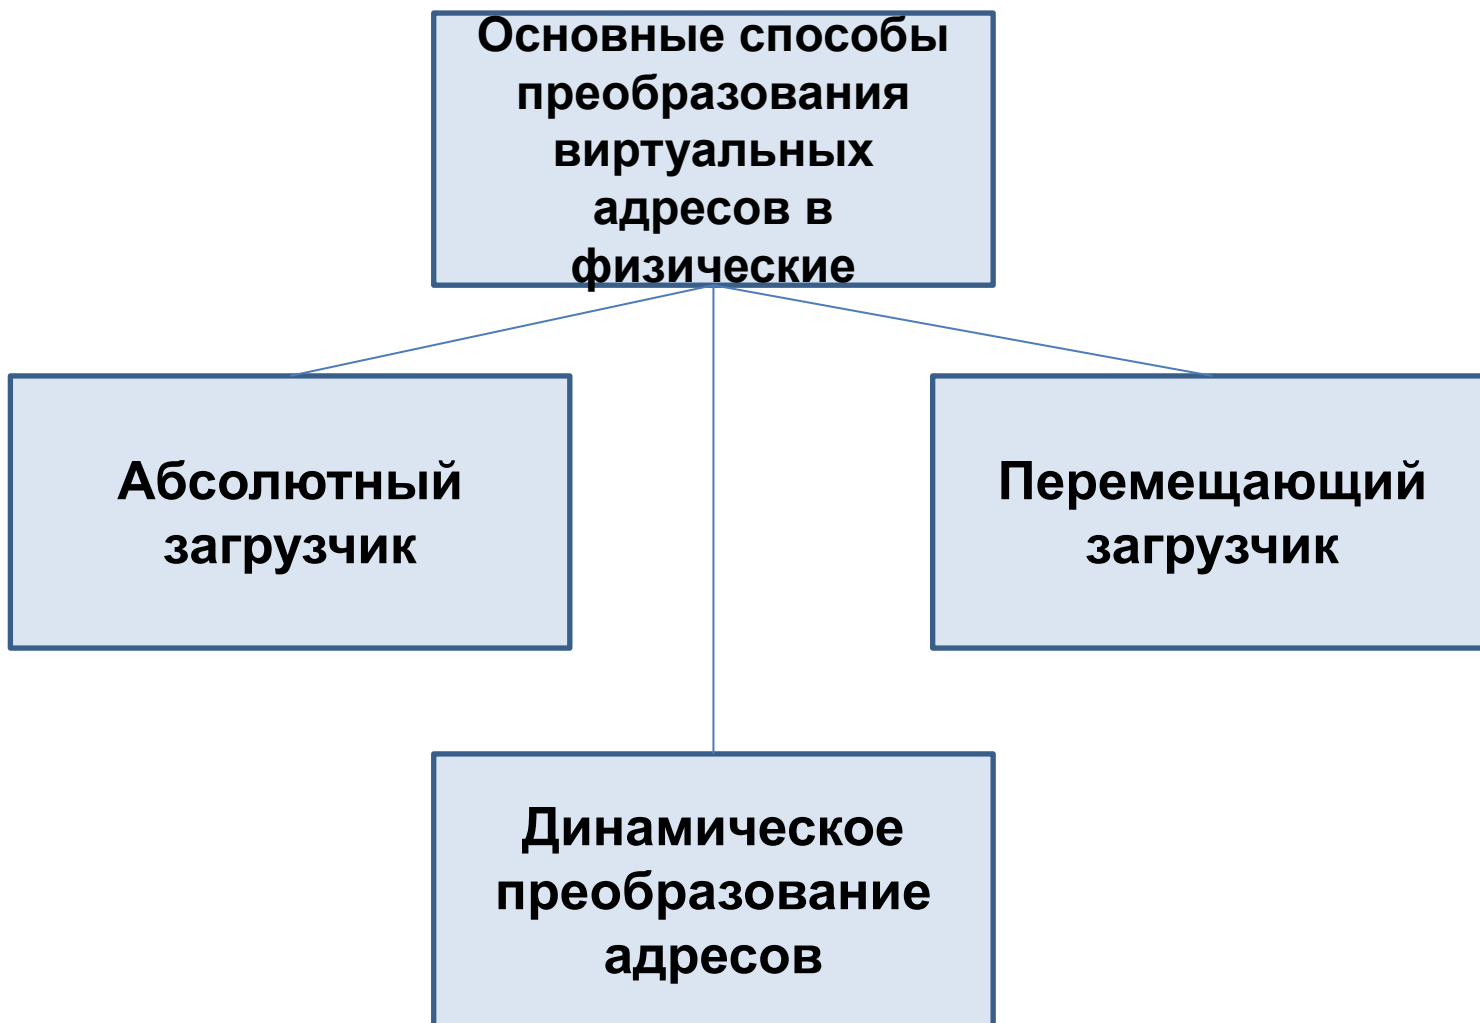 Основные способы
преобразования
виртуальных
адресов в
физические
Абсолютный
загрузчик
Перемещающий
загрузчик
Динамическое
преобразование
адресов